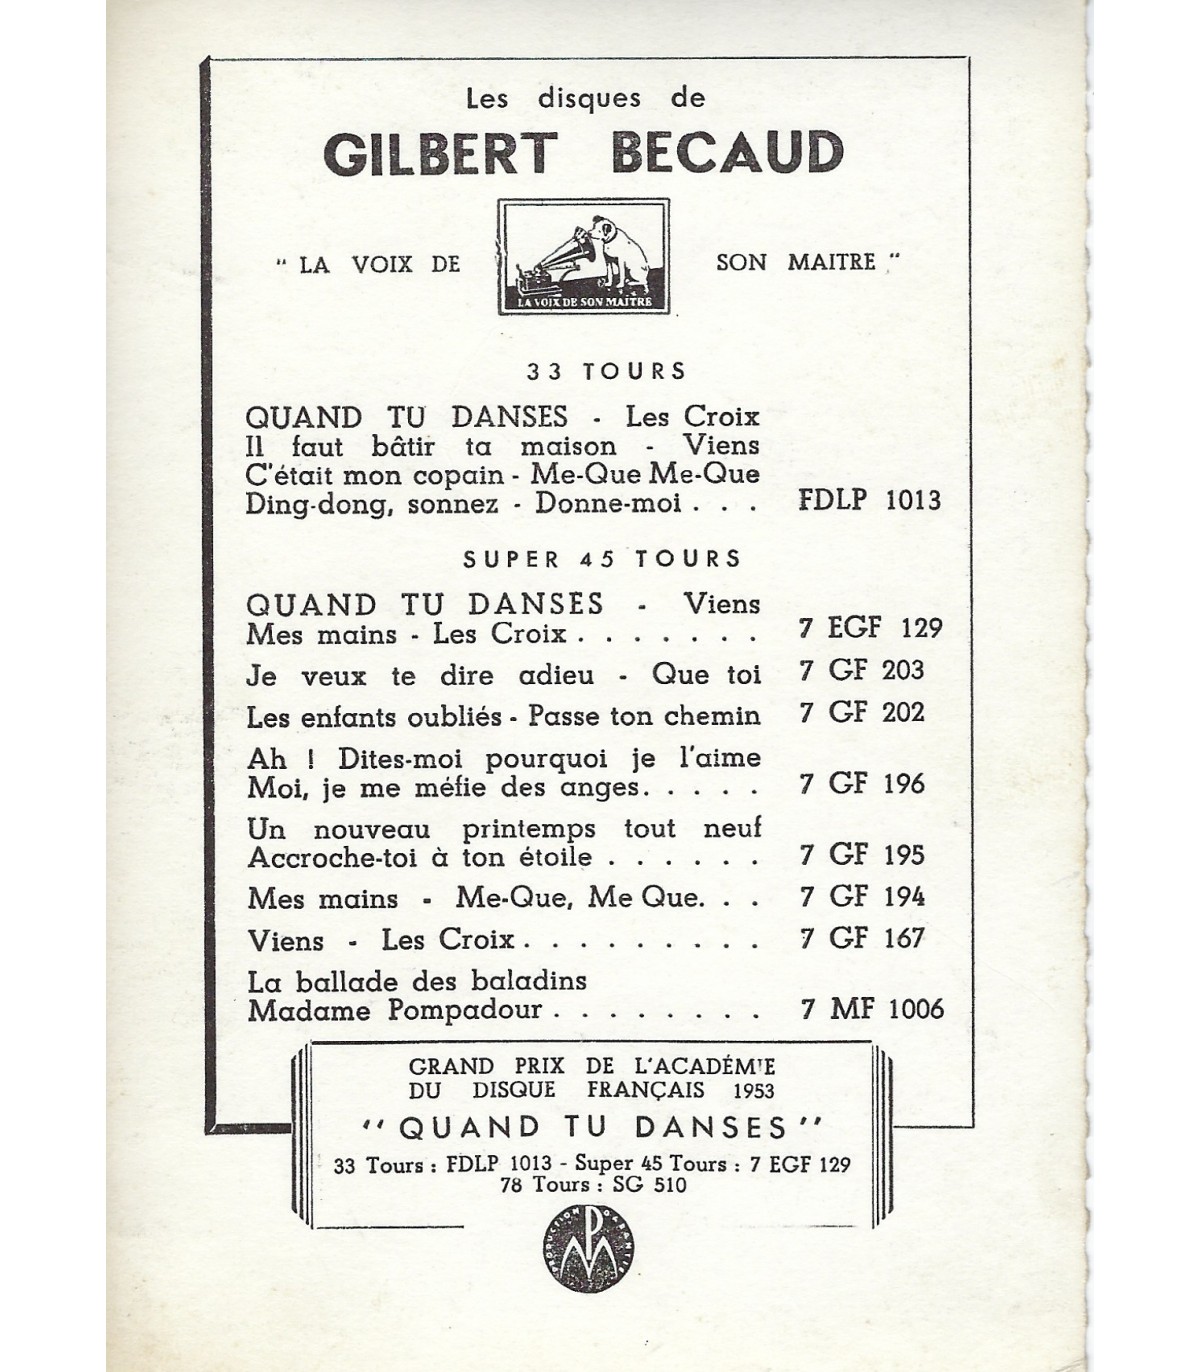 Les disques de
GILBERT BECAUD
" LA VOIX DE SON MAITRE "
LA VOIX DE SON MAITRE
33 TOURS
QUAND TU DANSES - Les Croix
Il faut bâtir ta maison - Viens
C'était mon copain - Me-Que Me-Que
Ding-dong, sonnez - Donne-moi . . . FDLP 1013
SUPER 45 TOURS
QUAND TU DANSES - Viens
Mes mains - Les Croix . . . . . . . 7 EGF 129
Je veux te dire adieu - Que toi 7 GF 203
Les enfants oubliés - Passe ton chemin 7 GF 202
Ah ! Dites-moi pourquoi je l'aime
Moi, je me méfie des anges. . . . . 7 GF 196
Un nouveau printemps tout neuf
Accroche-toi à ton étoile . . . . . . 7 GF 195
Mes mains - Me-Que, Me Que. . . 7 GF 194
Viens - Les Croix . . . . . . . . . 7 GF 167
La ballade des baladins
Madame Pompadour . . . . . . . . 7 MF 1006
GRAND PRIX DE L'ACADÉMIE
DU DISQUE FRANÇAIS 1953
" QUAND TU DANSES "
33 Tours : FDLP 1013 - Super 45 Tours : 7 EGF 129
78 Tours : SG 510
PRODUCTION GARANTIE
PM